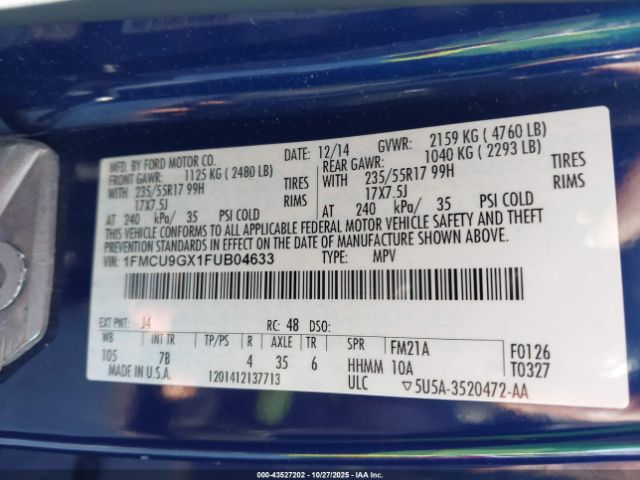 MFD. BY FORD MOTOR CO. DATE: 12/14 GVWR: 2159 KG ( 4760 LB)
FRONT GAWR: 1125 KG ( 2480 LB) REAR GAWR: 1040 KG ( 2293 LB)
WITH 235/55R17 99H TIRES WITH 235/55R17 99H TIRES
17X7.5J RIMS 17X7.5J RIMS
AT 240 kPa/ 35 PSI COLD AT 240 kPa/ 35 PSI COLD
THIS VEHICLE CONFORMS TO ALL APPLICABLE FEDERAL MOTOR VEHICLE SAFETY AND THEFT
PREVENTION STANDARDS IN EFFECT ON THE DATE OF MANUFACTURE SHOWN ABOVE.
VIN: 1FMCU9GX1FUB04633 TYPE: MPV
EXT PNT: J4 RC: 48 DSO:
WB INT TR TP/PS R AXLE TR SPR FM21A F0126
105 7B 4 35 6 HHMM 10A T0327
MADE IN U.S.A. 1201412137713 ULC 5U5A-3520472-AA
000-43527202 - 10/27/2025 - IAAI.COM